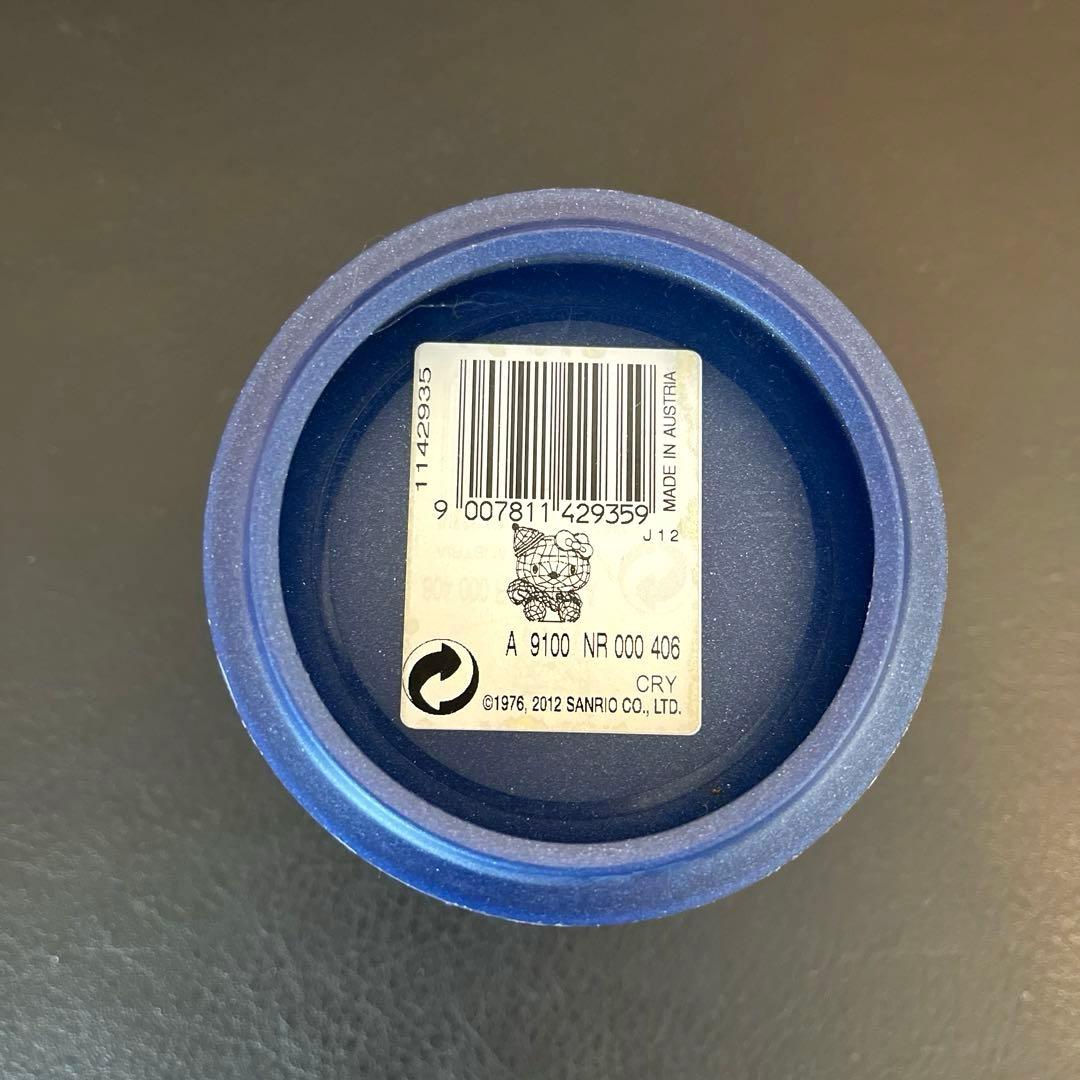 1142935
MADE IN AUSTRIA
9 007811 429359
J12
A 9100 NR 000 406
CRY
©1976, 2012 SANRIO CO., LTD.